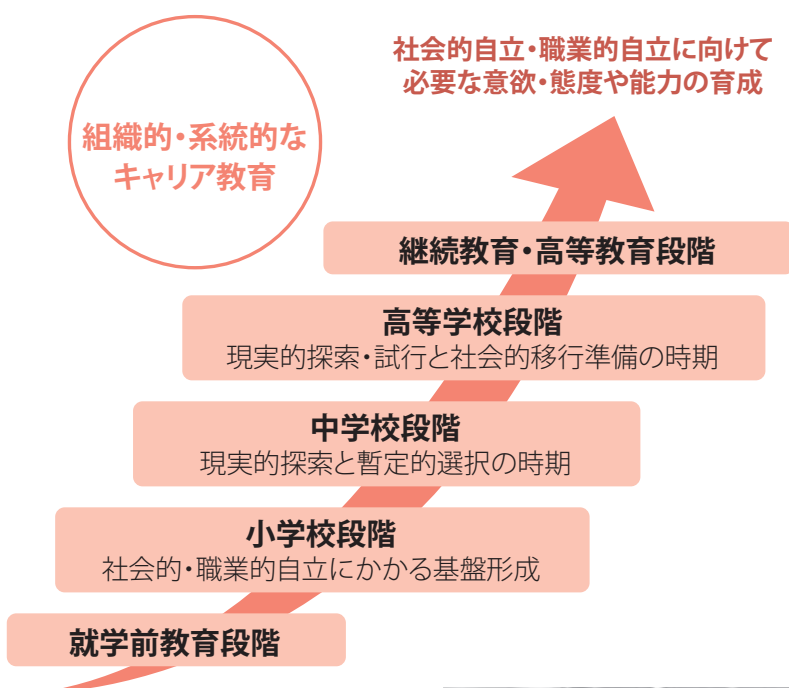 組織的・系統的な
キャリア教育
社会的自立・職業的自立に向けて
必要な意欲・態度や能力の育成
継続教育・高等教育段階
高等学校段階
現実的探索・試行と社会的移行準備の時期
中学校段階
現実的探索と暫定的選択の時期
小学校段階
社会的・職業的自立にかかる基盤形成
就学前教育段階